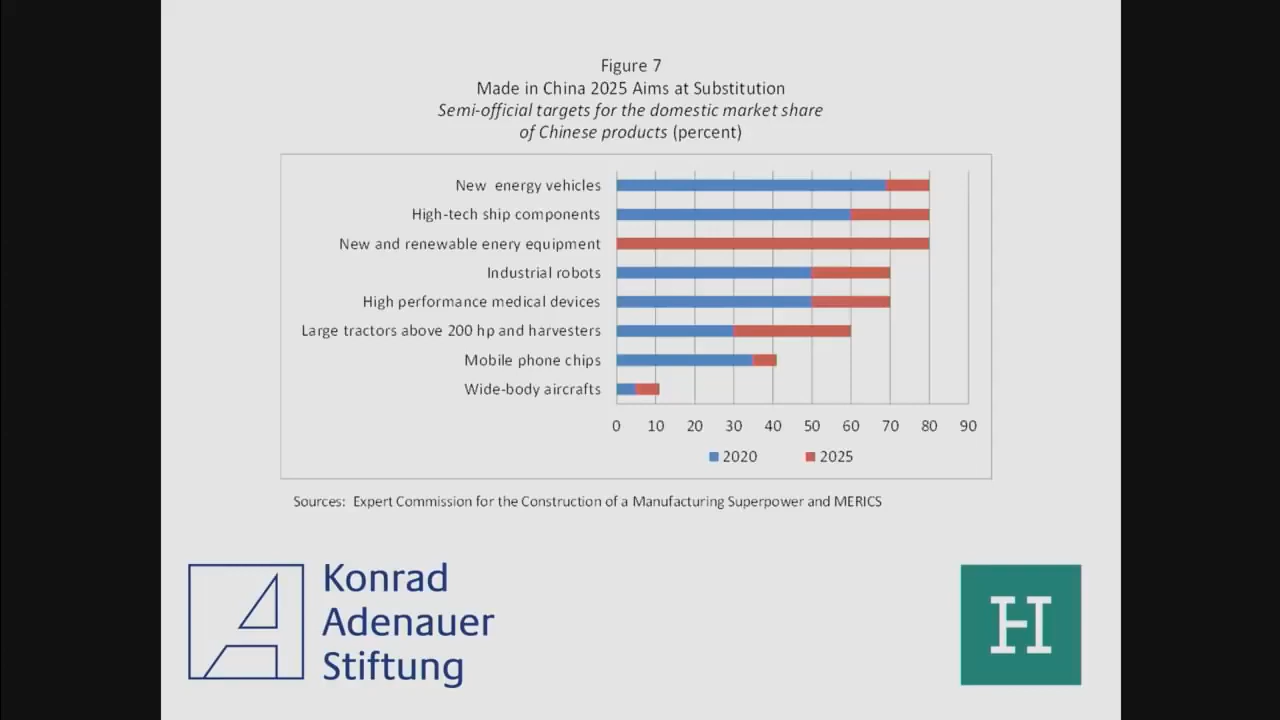 Figure 7
Made in China 2025 Aims at Substitution
Semi-official targets for the domestic market share
of Chinese products (percent)
New energy vehicles
High-tech ship components
New and renewable enery equipment
Industrial robots
High performance medical devices
Large tractors above 200 hp and harvesters
Mobile phone chips
Wide-body aircrafts
0 10 20 30 40 50 60 70 80 90
2020 2025
Sources: Expert Commission for the Construction of a Manufacturing Superpower and MERICS
Konrad
Adenauer
Stiftung
H